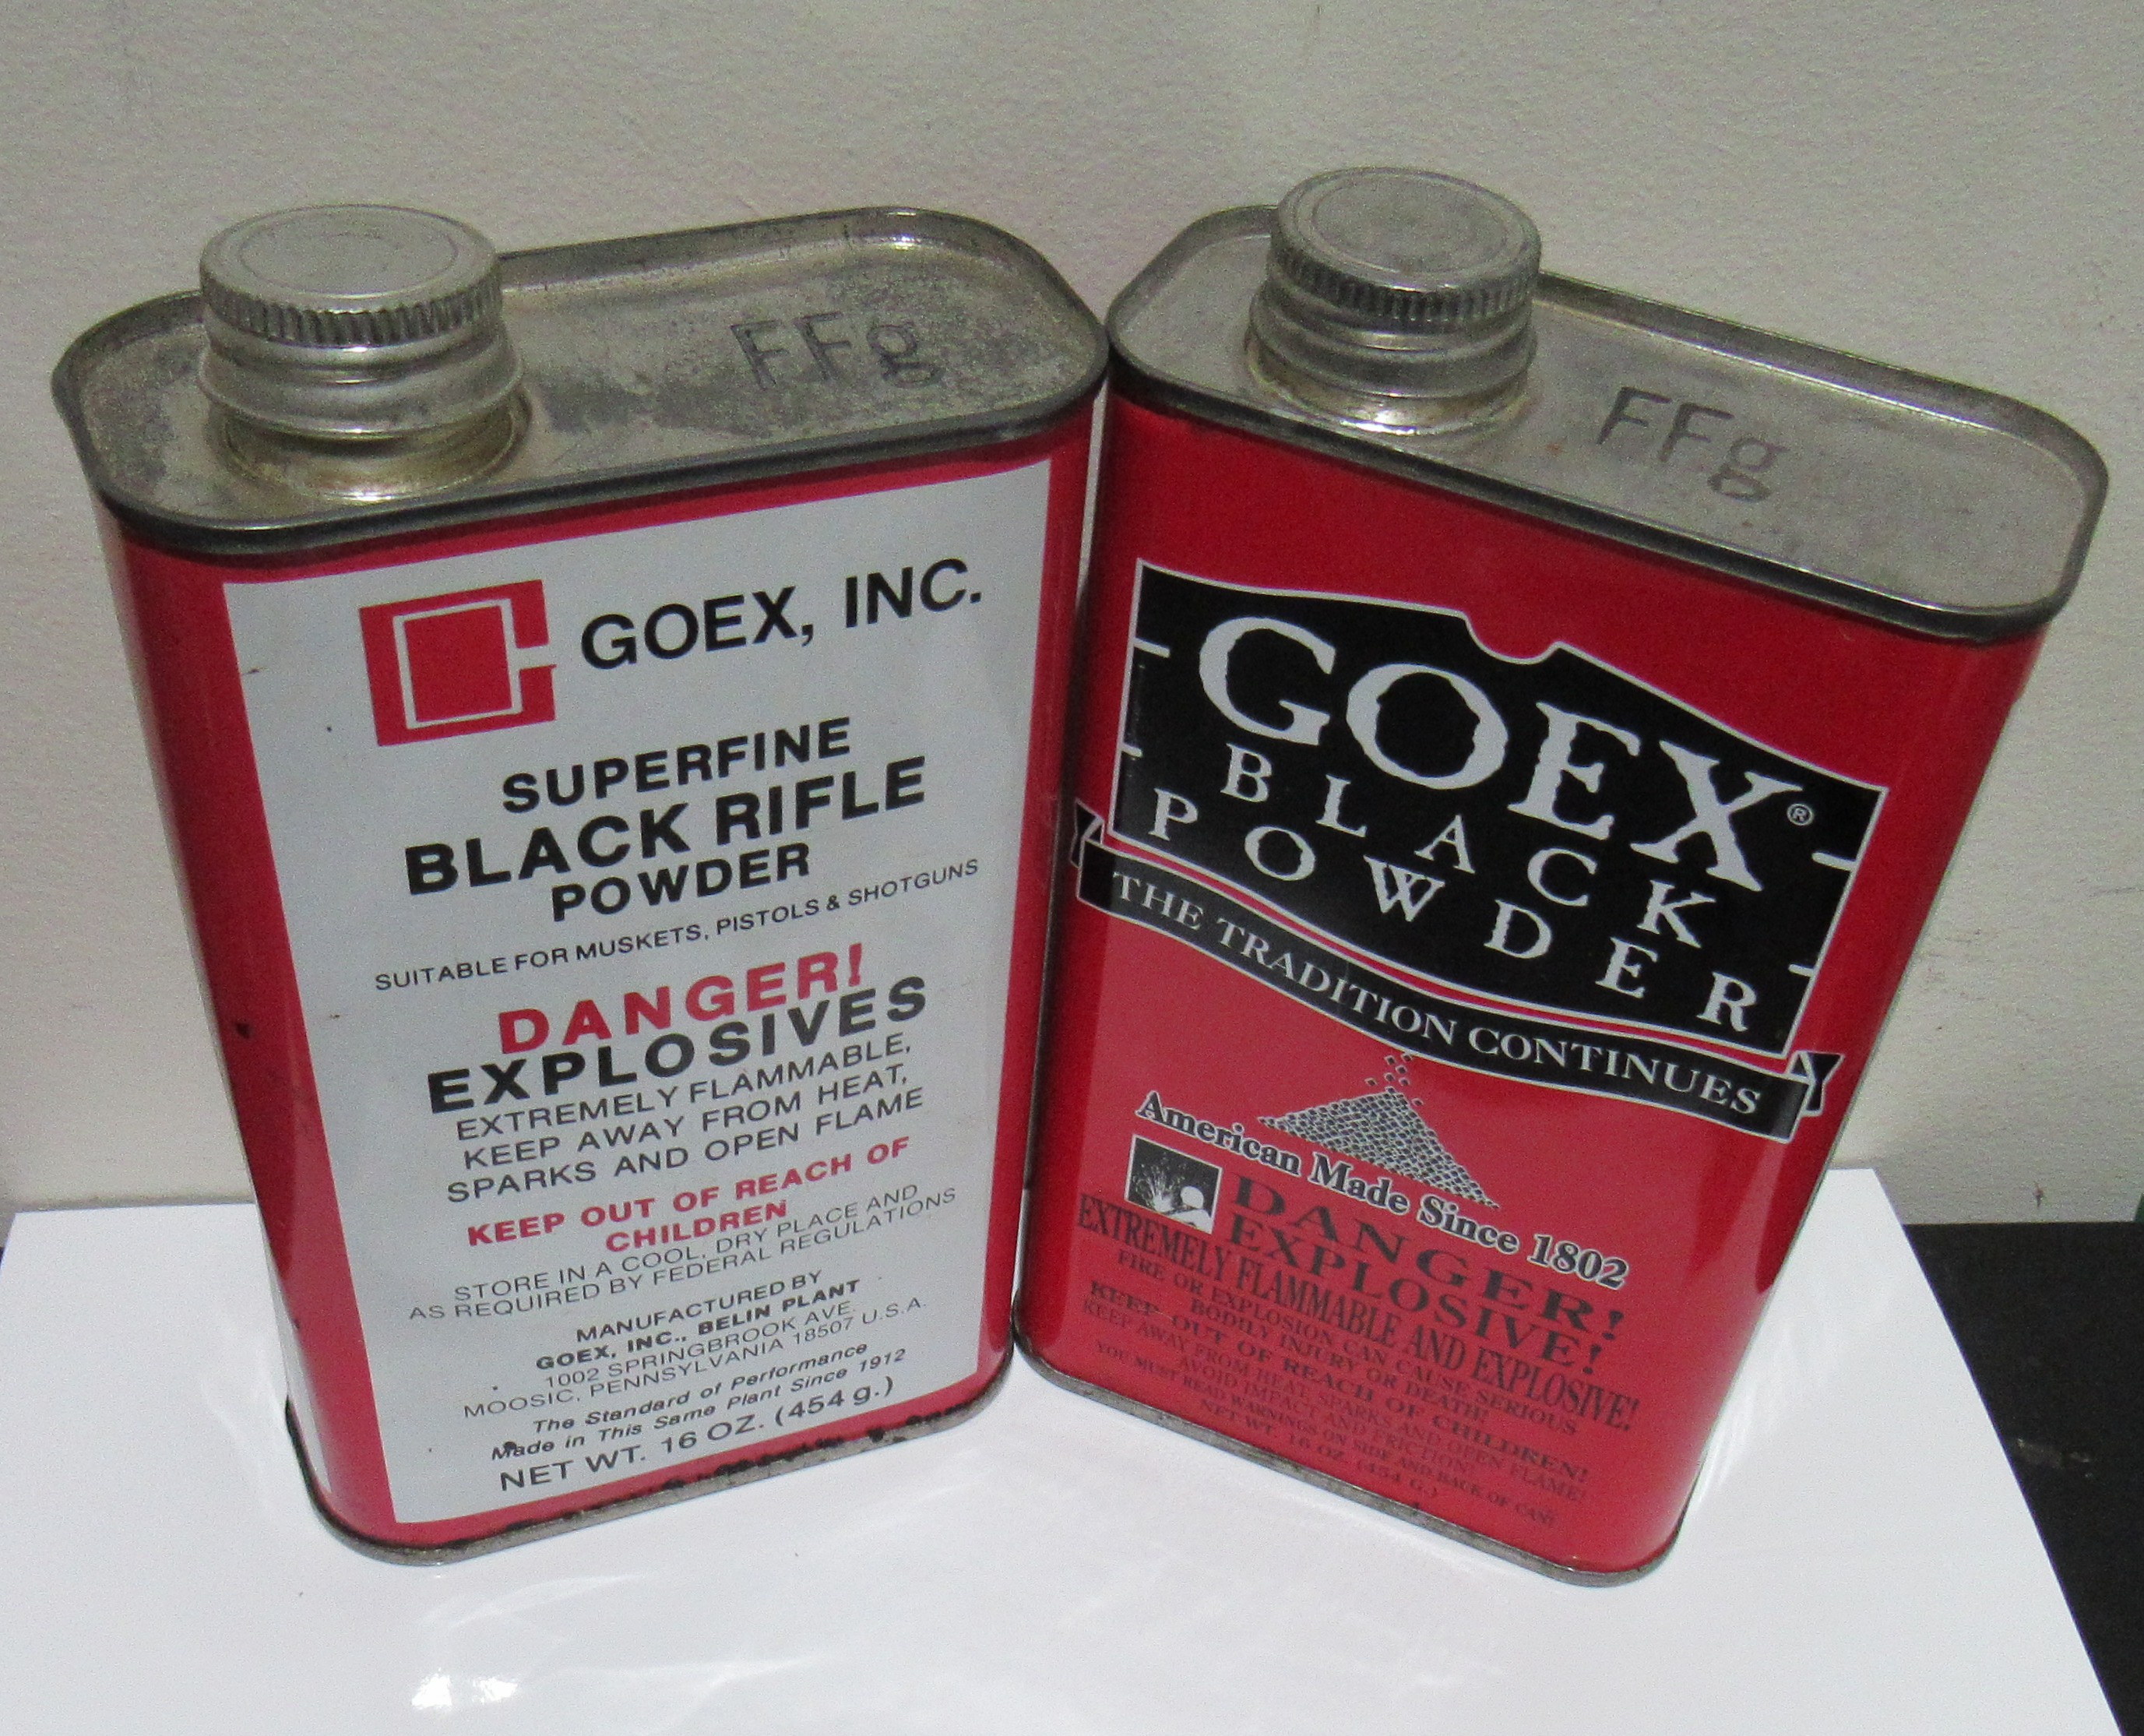 FFg
GOEX, INC.
SUPERFINE
BLACK RIFLE
POWDER
SUITABLE FOR MUSKETS, PISTOLS & SHOTGUNS
DANGER!
EXPLOSIVES
EXTREMELY FLAMMABLE,
KEEP AWAY FROM HEAT,
SPARKS AND OPEN FLAME
KEEP OUT OF REACH OF
CHILDREN
STORE IN A COOL, DRY PLACE AND
AS REQUIRED BY FEDERAL REGULATIONS
MANUFACTURED BY
GOEX, INC., BELIN PLANT
1002 SPRINGBROOK AVE.
MOOSIC, PENNSYLVANIA 18507 U.S.A.
The Standard of Performance
Made in This Same Plant Since 1912
NET WT. 16 OZ. (454 g.)
FFg
GOEX®
BLACK
POWDER
THE TRADITION CONTINUES
American Made Since 1802
DANGER!
EXPLOSIVE!
EXTREMELY FLAMMABLE AND EXPLOSIVE!
FIRE OR EXPLOSION CAN CAUSE SERIOUS
BODILY INJURY OR DEATH!
KEEP OUT OF REACH OF CHILDREN!
KEEP AWAY FROM HEAT, SPARKS AND OPEN FLAME!
AVOID IMPACT AND FRICTION!
YOU MUST READ WARNINGS ON SIDE AND BACK OF CAN!
NET WT. 16 OZ. (454 G.)